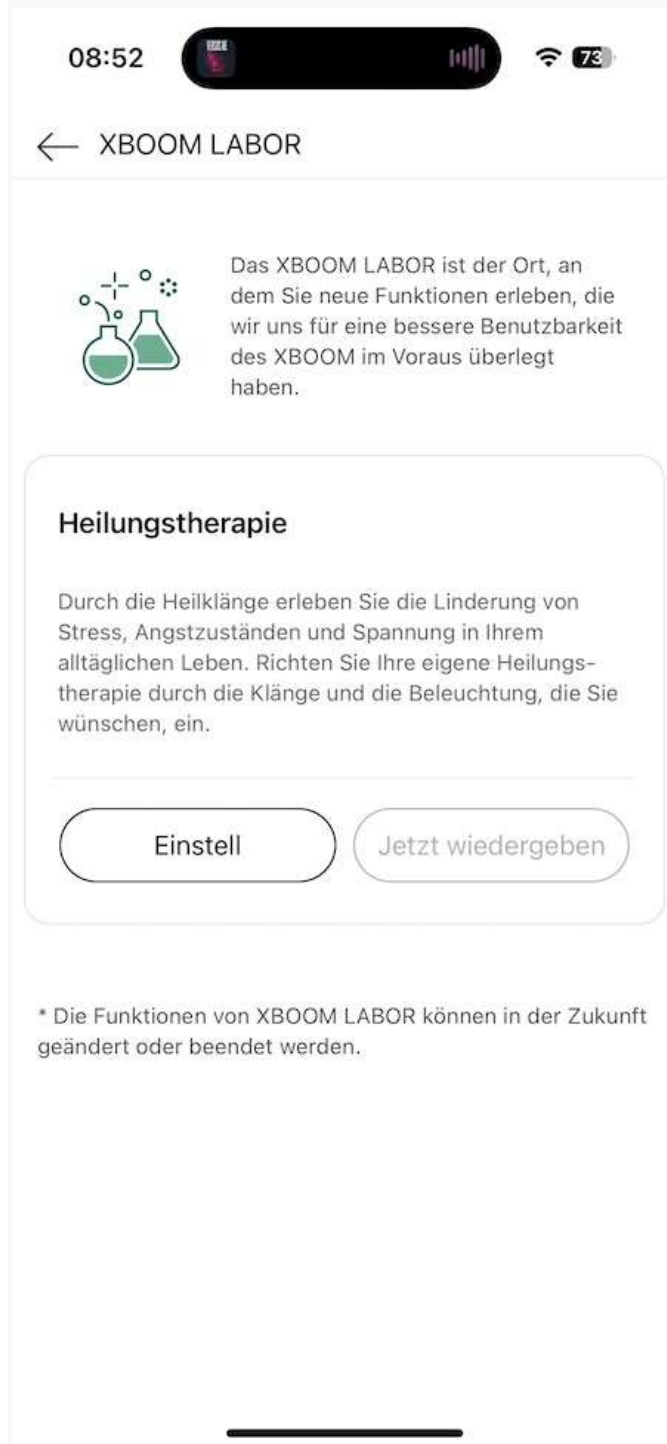 08:52
73
XBOOM LABOR
Das XBOOM LABOR ist der Ort, an
dem Sie neue Funktionen erleben, die
wir uns für eine bessere Benutzbarkeit
des XBOOM im Voraus überlegt
haben.
Heilungstherapie
Durch die Heilklänge erleben Sie die Linderung von
Stress, Angstzuständen und Spannung in Ihrem
alltäglichen Leben. Richten Sie Ihre eigene Heilungs-
therapie durch die Klänge und die Beleuchtung, die Sie
wünschen, ein.
Einstell
Jetzt wiedergeben
* Die Funktionen von XBOOM LABOR können in der Zukunft
geändert oder beendet werden.